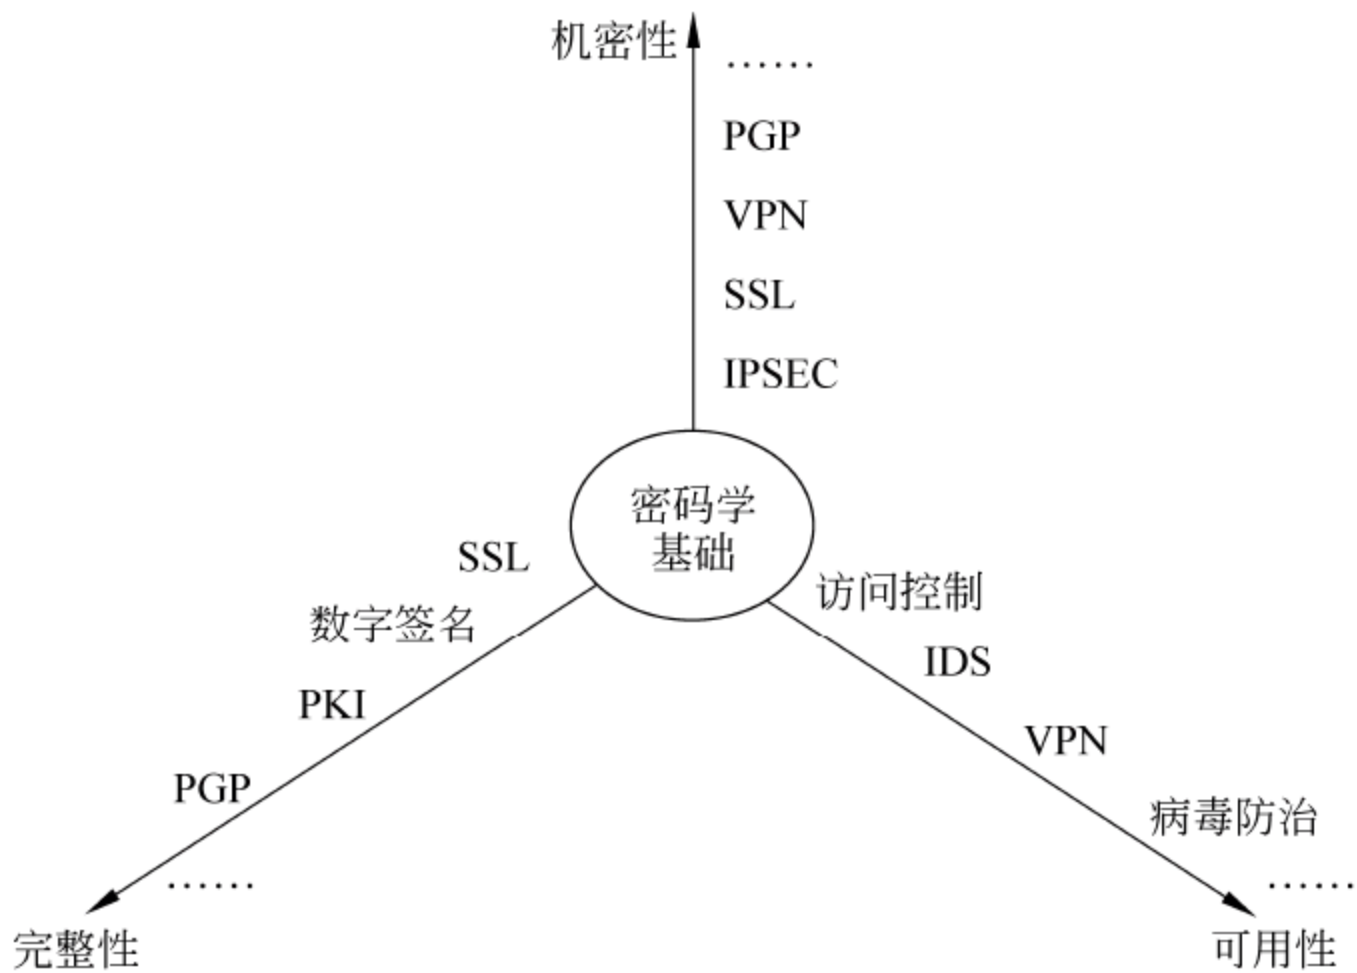 机密性
……
PGP
VPN
SSL
IPSEC
密码学
基础
SSL
数字签名
PKI
PGP
……
完整性
访问控制
IDS
VPN
病毒防治
……
可用性